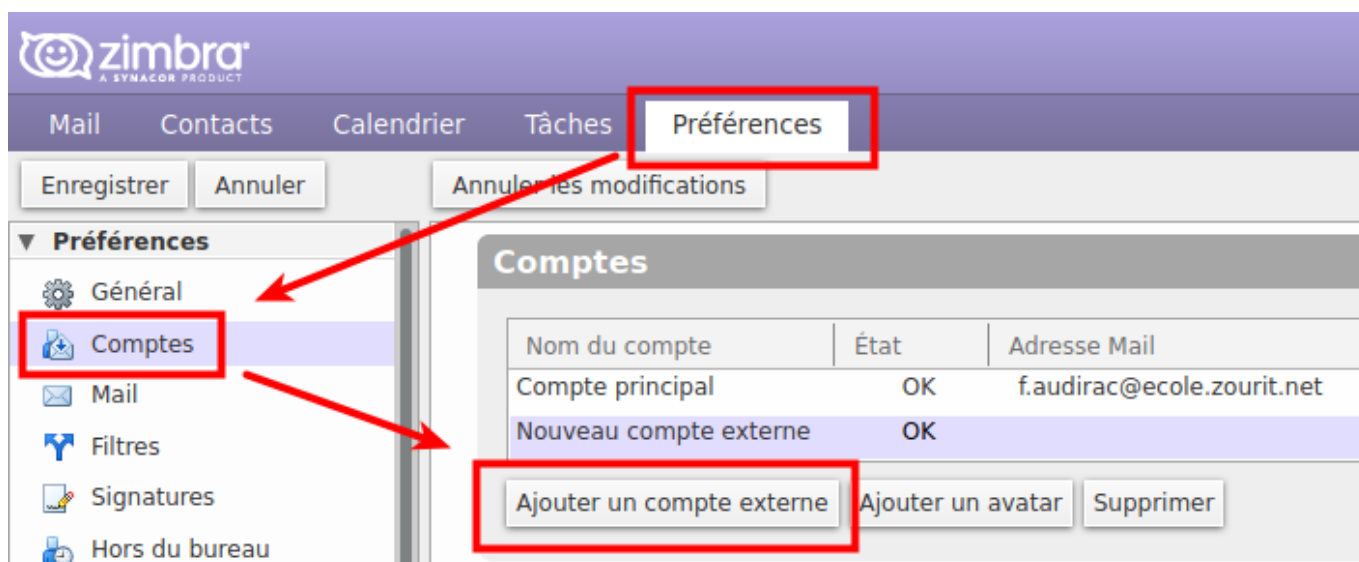 zimbra
A SYNACOR PRODUCT
Mail Contacts Calendrier Tâches Préférences
Enregistrer Annuler Annuler les modifications
Préférences
Général
Comptes
Mail
Filtres
Signatures
Hors du bureau
Comptes
Nom du compte État Adresse Mail
Compte principal OK f.audirac@ecole.zourit.net
Nouveau compte externe OK
Ajouter un compte externe Ajouter un avatar Supprimer